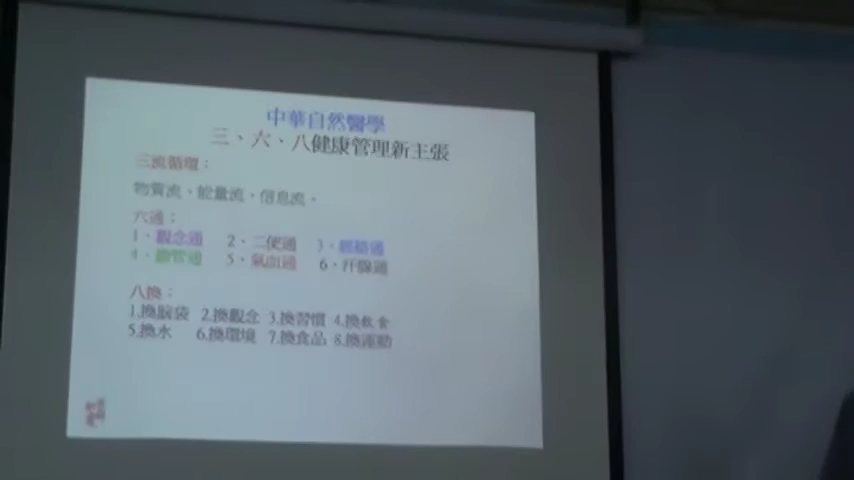 中華自然醫學
三、六、八健康管理新主張
三流循環：
物質流、能量流、信息流。
六通：
1、觀念通 2、二便通 3、經絡通
4、血管通 5、氣血通 6、汗腺通
八換：
1.換腦袋 2.換觀念 3.換習慣 4.換飲食
5.換水 6.換環境 7.換食品 8.換運動